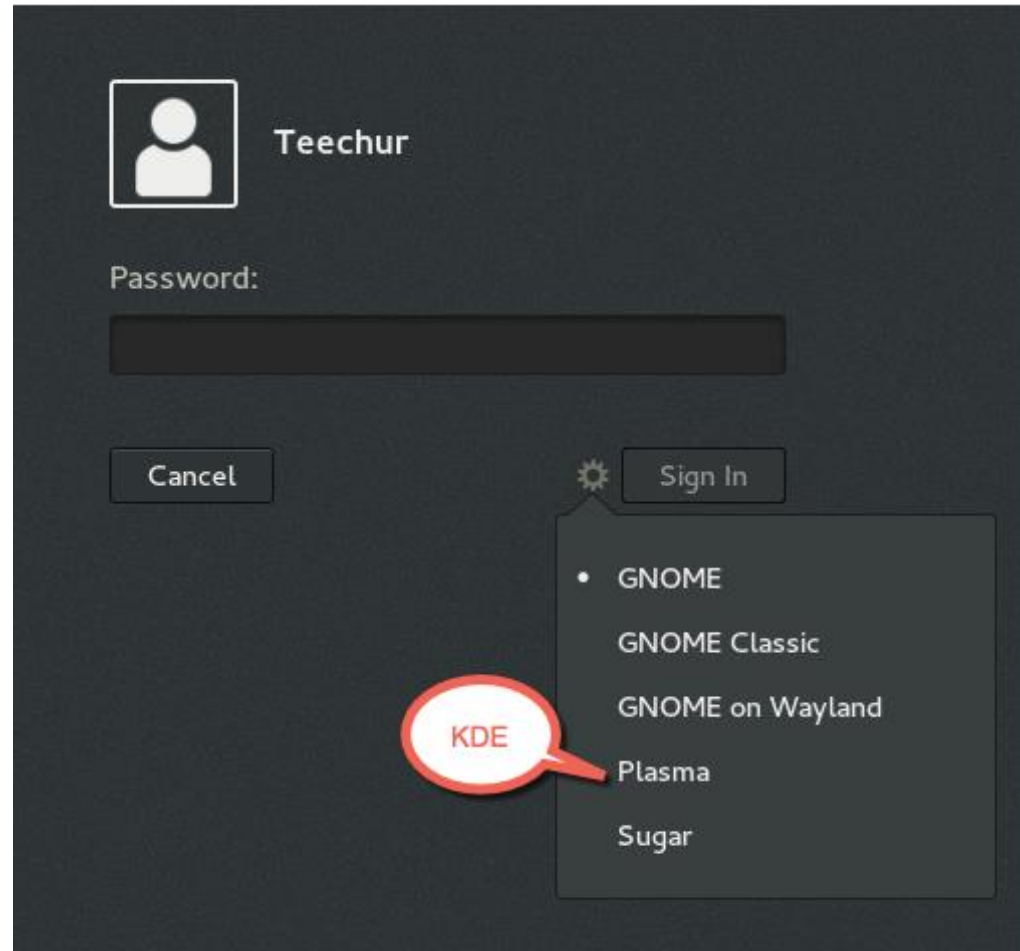 Teechur
Password:
Cancel
Sign In
GNOME
GNOME Classic
GNOME on Wayland
KDE
Plasma
Sugar